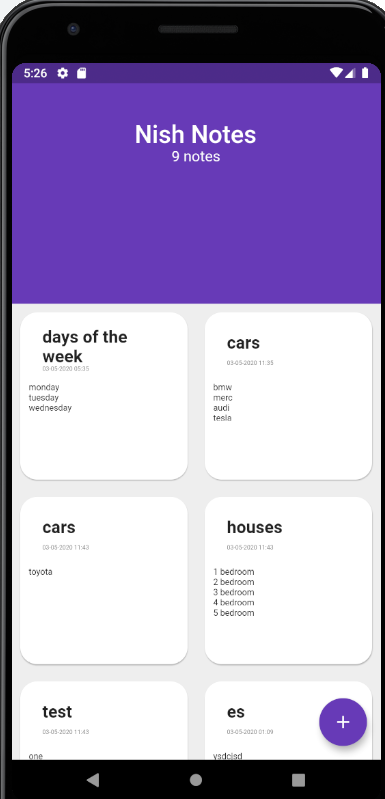 5:26
Nish Notes
9 notes
days of the
week
03-05-2020 05:35
monday
tuesday
wednesday
cars
03-05-2020 11:35
bmw
merc
audi
tesla
cars
03-05-2020 11:43
toyota
houses
03-05-2020 11:43
1 bedroom
2 bedroom
3 bedroom
4 bedroom
5 bedroom
test
03-05-2020 11:43
one
es
03-05-2020 01:09